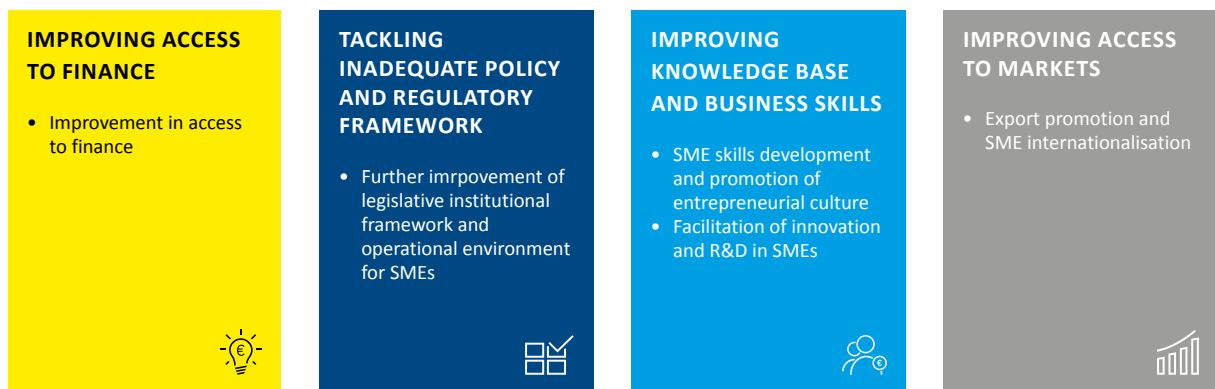 IMPROVING ACCESS
TO FINANCE
• Improvement in access
to finance
€
TACKLING
INADEQUATE POLICY
AND REGULATORY
FRAMEWORK
• Further imrpovement of
legislative institutional
framework and
operational environment
for SMEs
IMPROVING
KNOWLEDGE BASE
AND BUSINESS SKILLS
• SME skills development
and promotion of
entrepreneurial culture
• Facilitation of innovation
and R&D in SMEs
€
IMPROVING ACCESS
TO MARKETS
• Export promotion and
SME internationalisation